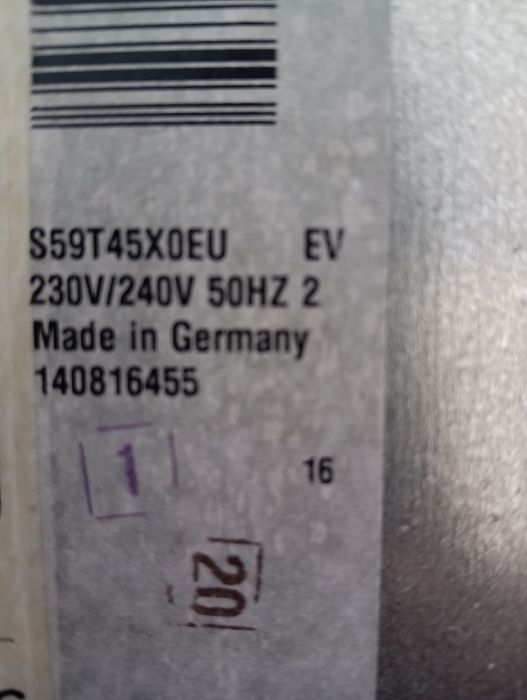 S59T45X0EU EV
230V/240V 50HZ 2
Made in Germany
140816455
1
16
20